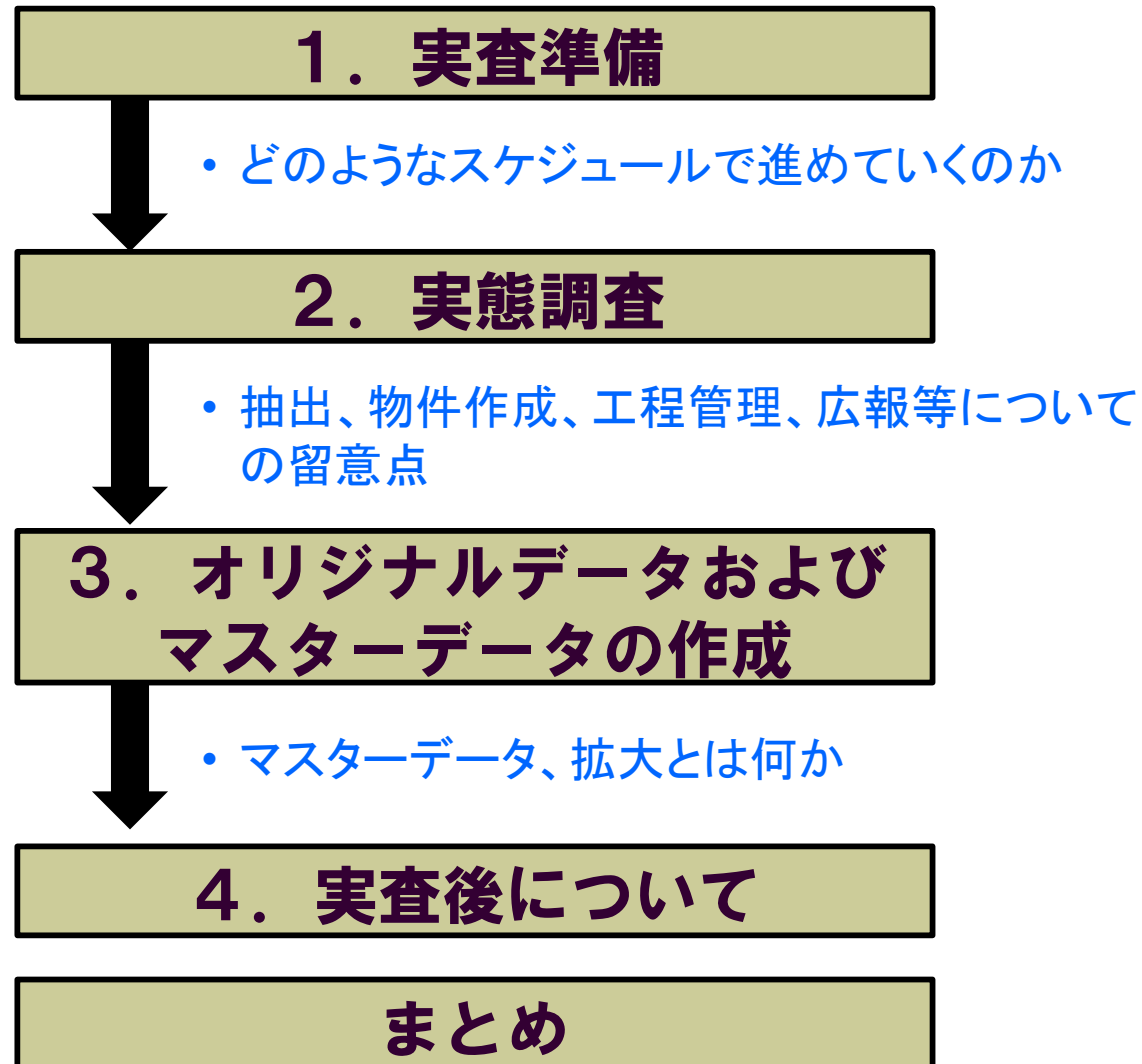 １．実査準備
• どのようなスケジュールで進めていくのか
２．実態調査
• 抽出、物件作成、工程管理、広報等について
の留意点
３．オリジナルデータおよび
マスターデータの作成
• マスターデータ、拡大とは何か
４．実査後について
まとめ